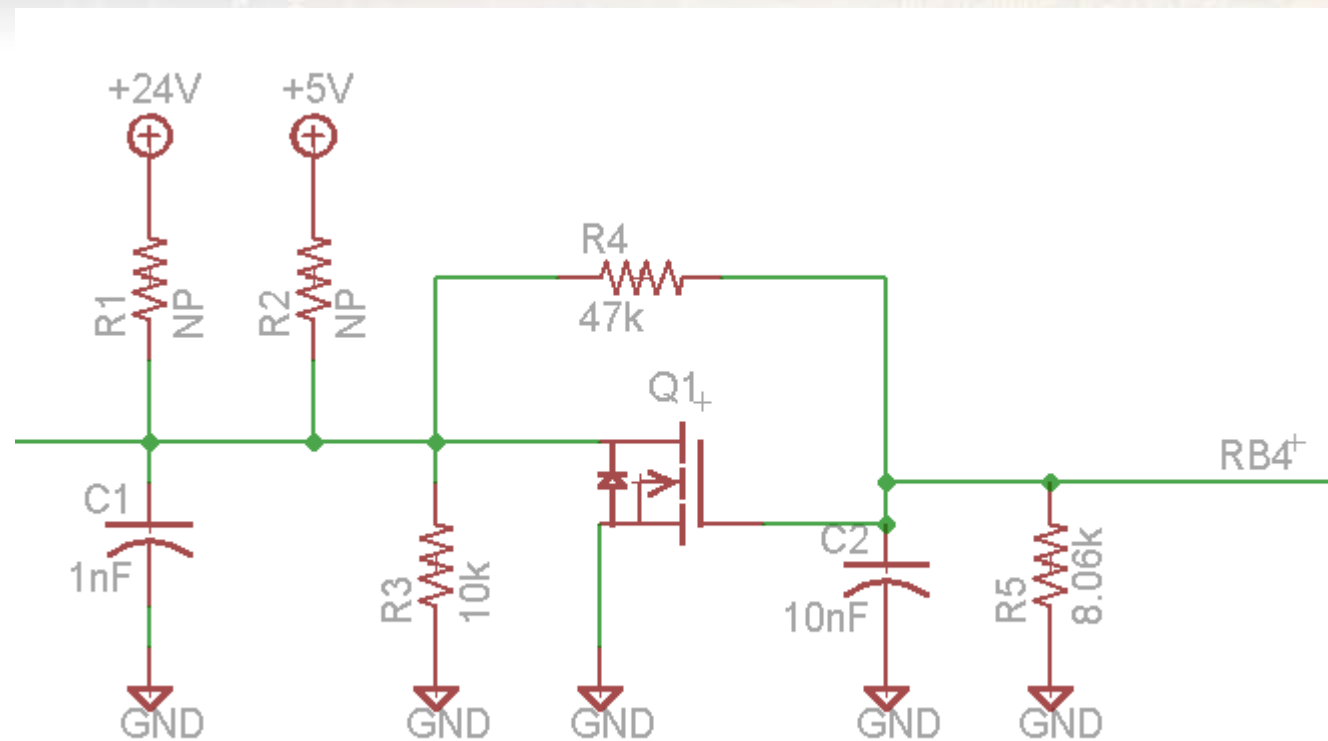 +24V
+5V
R1
NP
R2
NP
R4
47k
Q1
RB4
C1
1nF
R3
10k
C2
10nF
R5
8.06k
GND
GND
GND
GND
GND